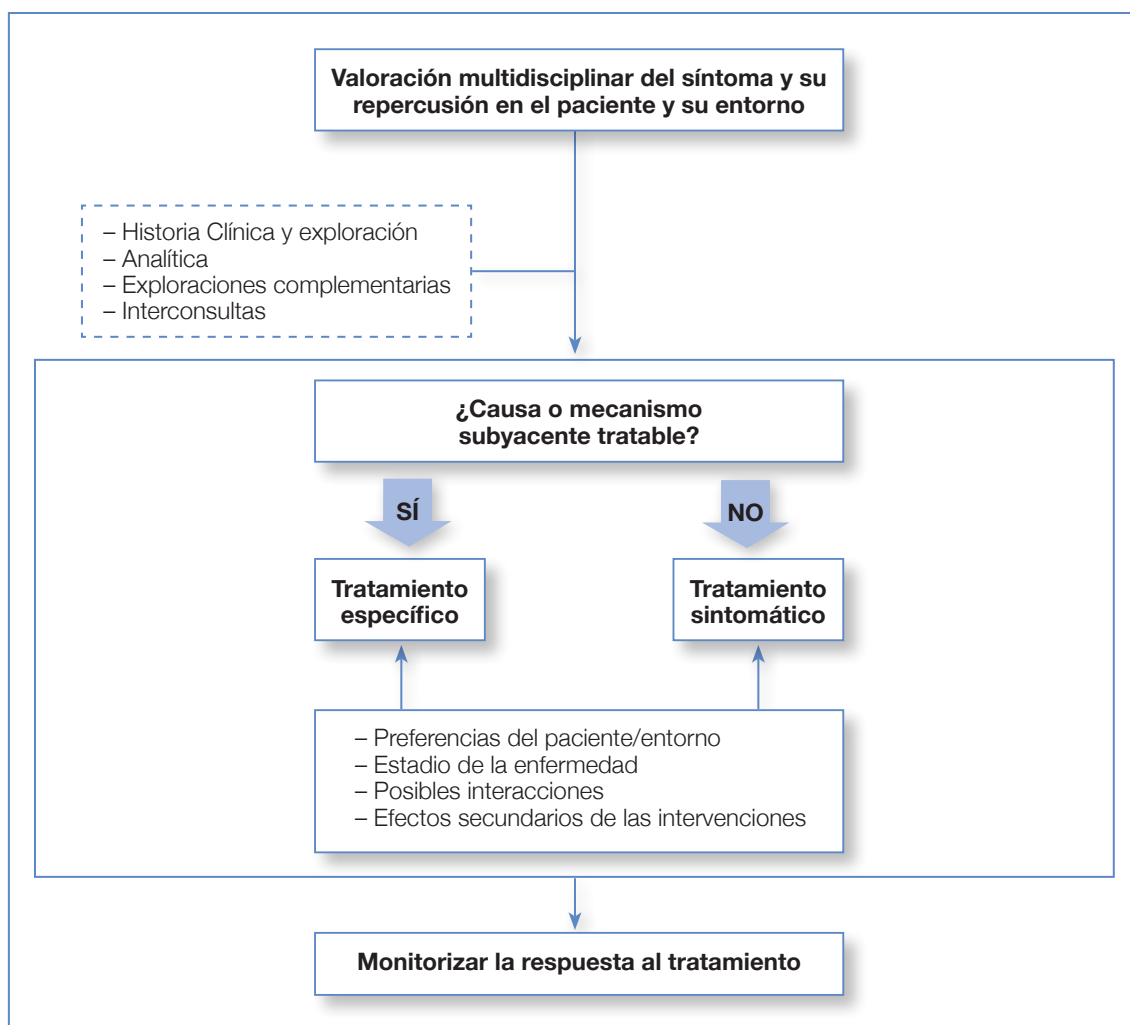 Valoración multidisciplinar del síntoma y su
repercusión en el paciente y su entorno
– Historia Clínica y exploración
– Analítica
– Exploraciones complementarias
– Interconsultas
¿Causa o mecanismo
subyacente tratable?
SÍ
NO
Tratamiento
específico
Tratamiento
sintomático
– Preferencias del paciente/entorno
– Estadio de la enfermedad
– Posibles interacciones
– Efectos secundarios de las intervenciones
Monitorizar la respuesta al tratamiento